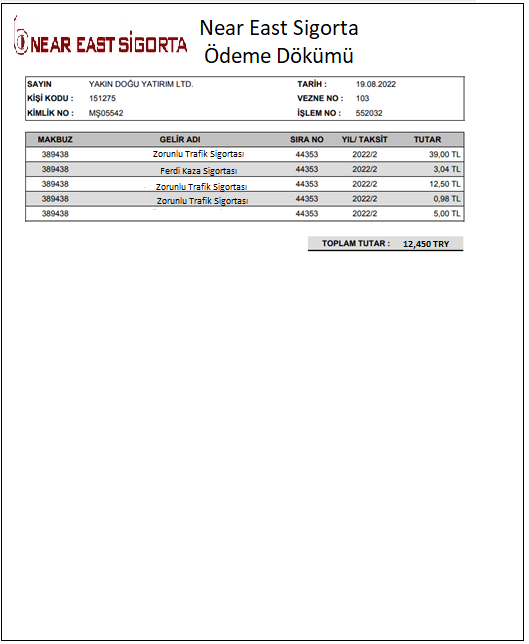 NEAR EAST SİGORTA
Near East Sigorta
Ödeme Dökümü
SAYIN YAKIN DOĞU YATIRIM LTD. TARİH : 19.08.2022
KİŞİ KODU : 151275 VEZNE NO : 103
KİMLİK NO : MŞ05542 İŞLEM NO : 552032
MAKBUZ GELİR ADI SIRA NO YIL/ TAKSİT TUTAR
389438 Zorunlu Trafik Sigortası 44353 2022/2 39,00 TL
389438 Ferdi Kaza Sigortası 44353 2022/2 3,04 TL
389438 Zorunlu Trafik Sigortası 44353 2022/2 12,50 TL
389438 Zorunlu Trafik Sigortası 44353 2022/2 0,98 TL
389438 44353 2022/2 5,00 TL
TOPLAM TUTAR : 12,450 TRY